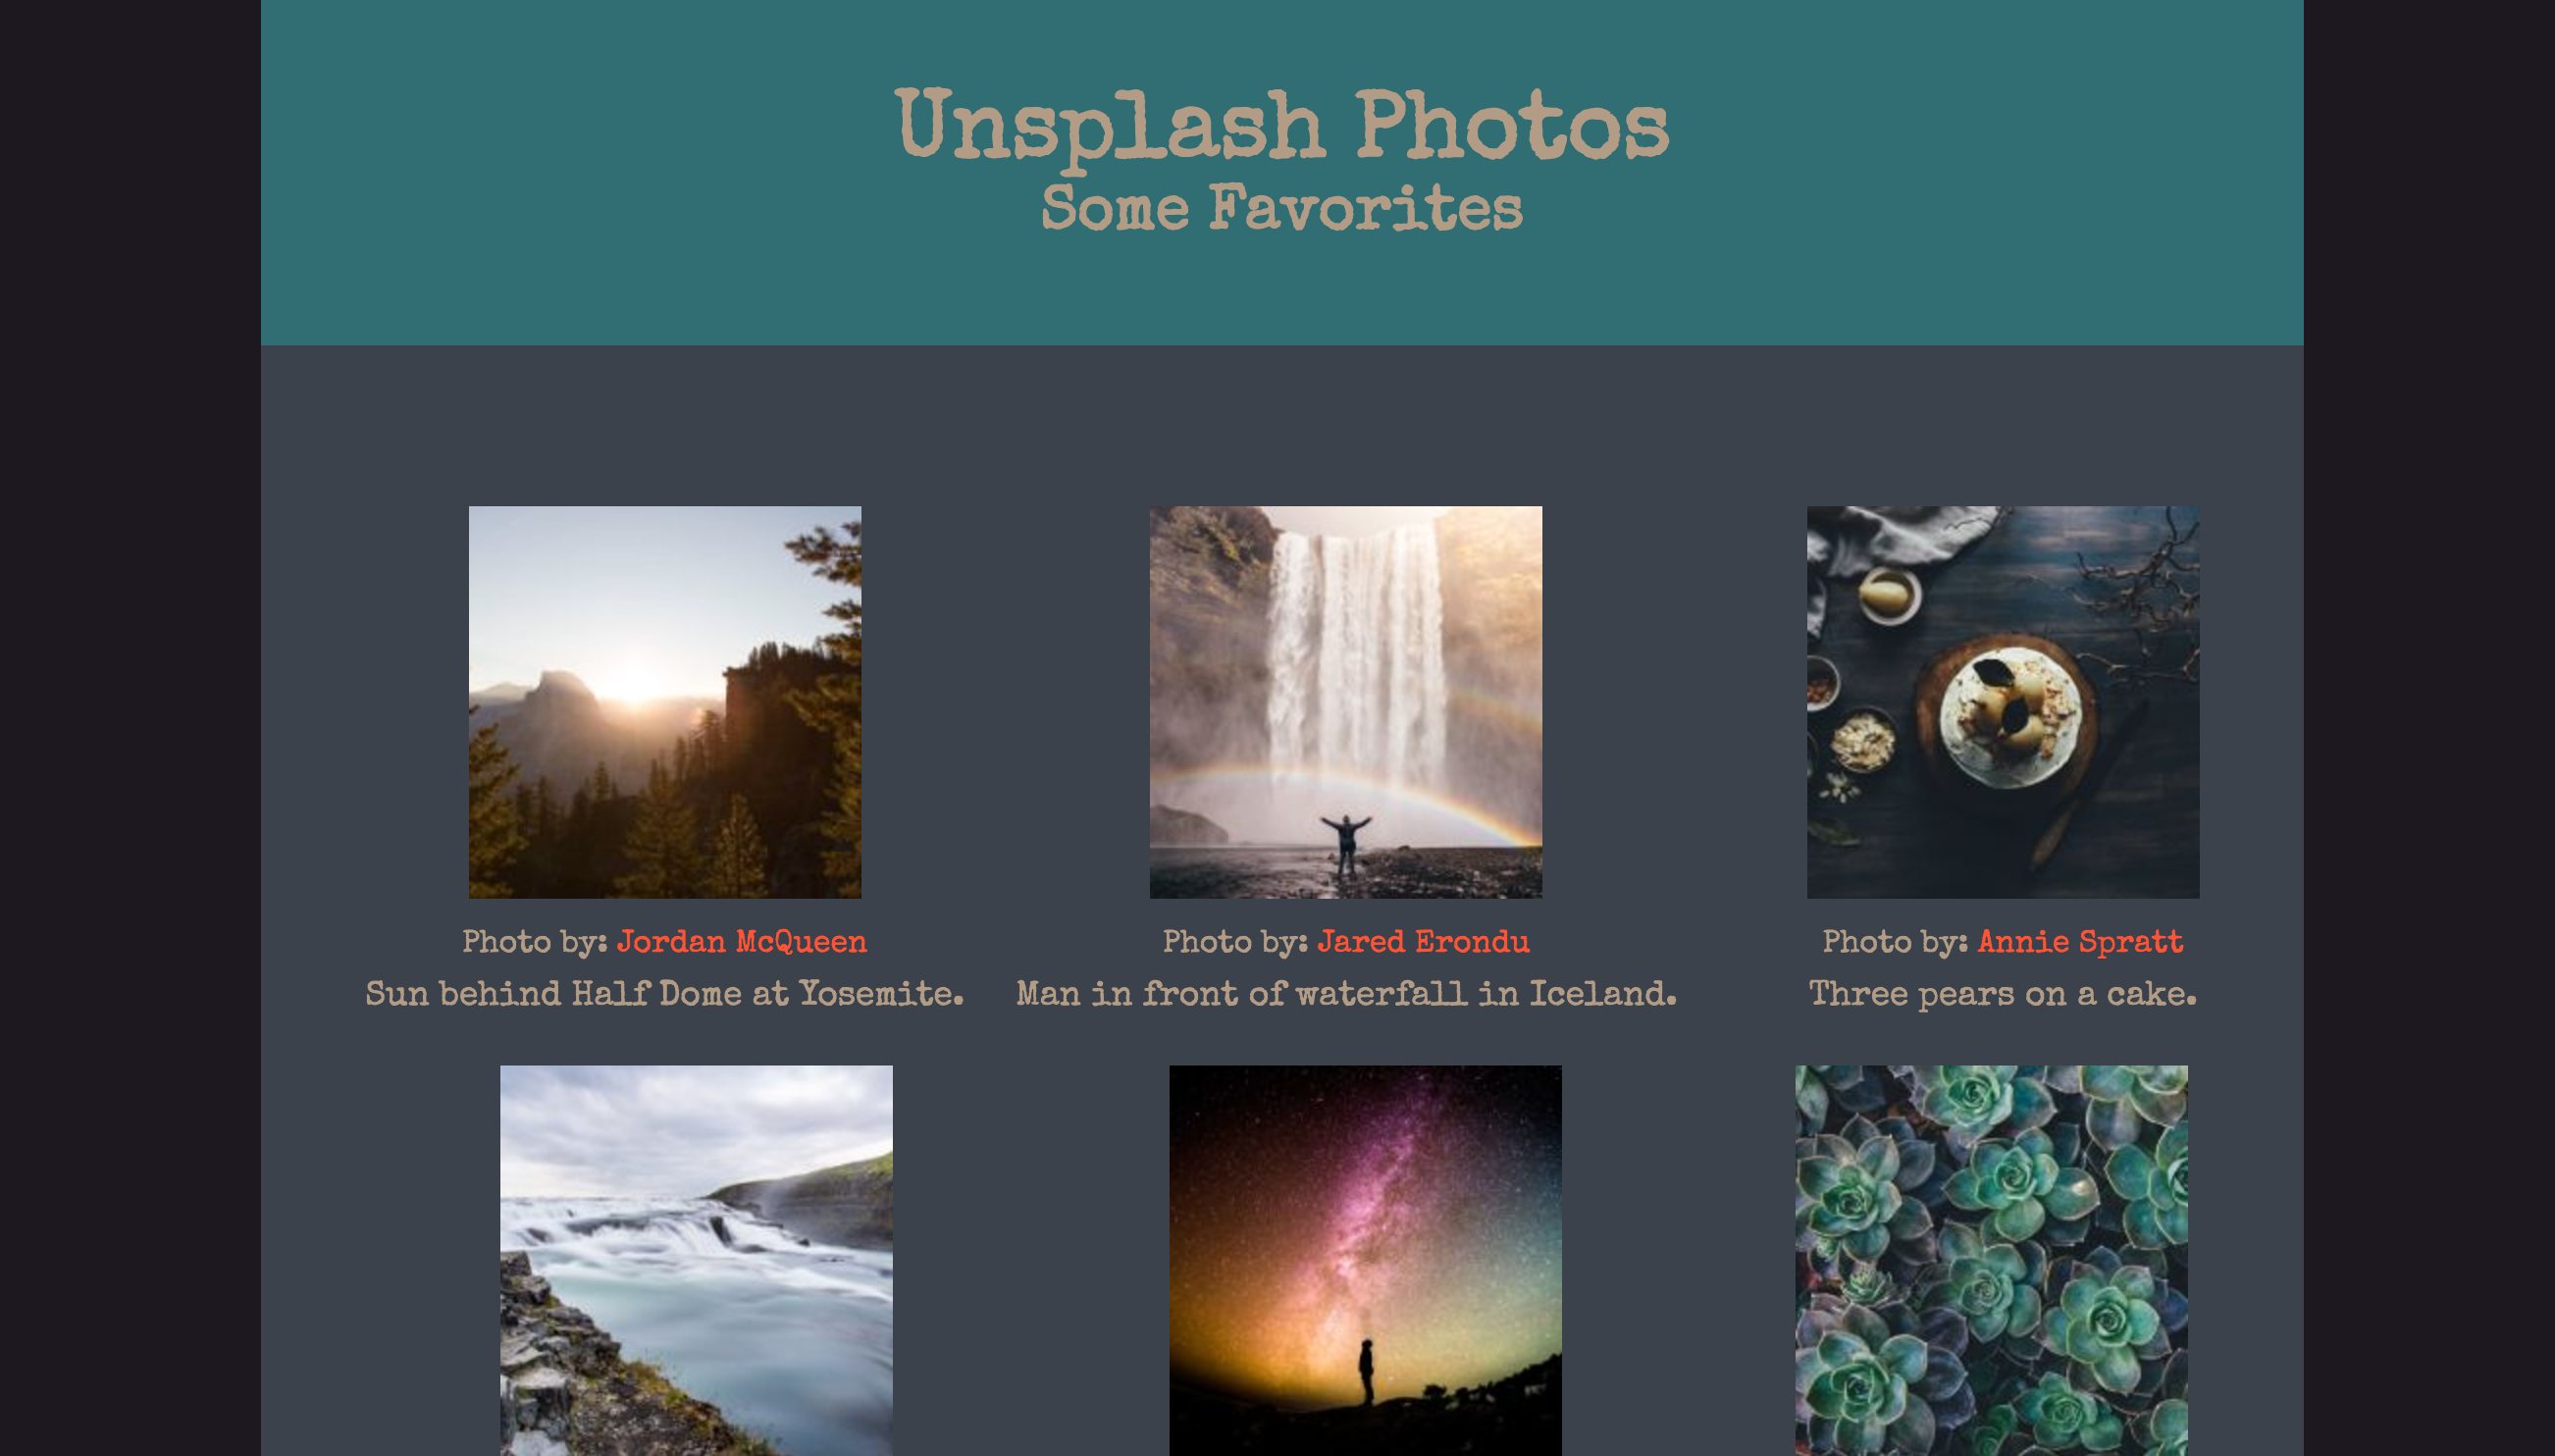 Unsplash Photos
Some Favorites
Photo by: Jordan McQueen
Sun behind Half Dome at Yosemite.
Photo by: Jared Erondu
Man in front of waterfall in Iceland.
Photo by: Annie Spratt
Three pears on a cake.